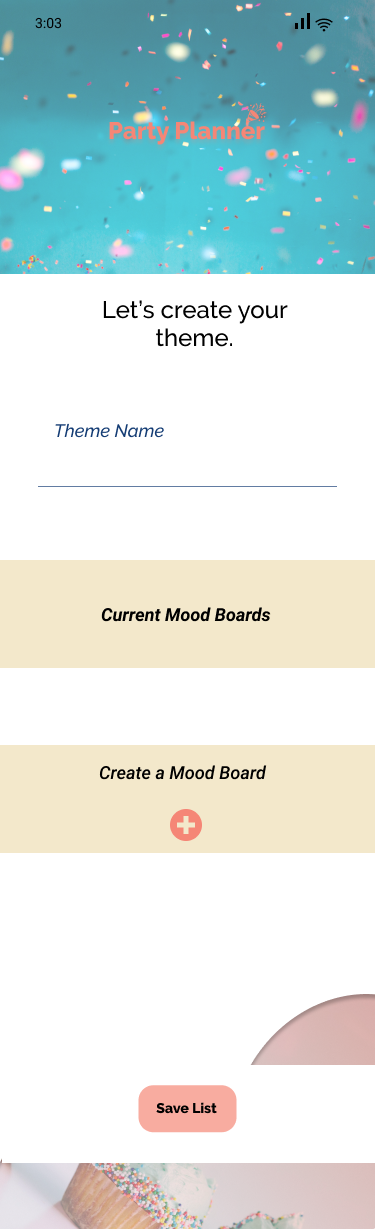 3:03
Party Planner
Let's create your
theme.
Theme Name
Current Mood Boards
Create a Mood Board
Save List